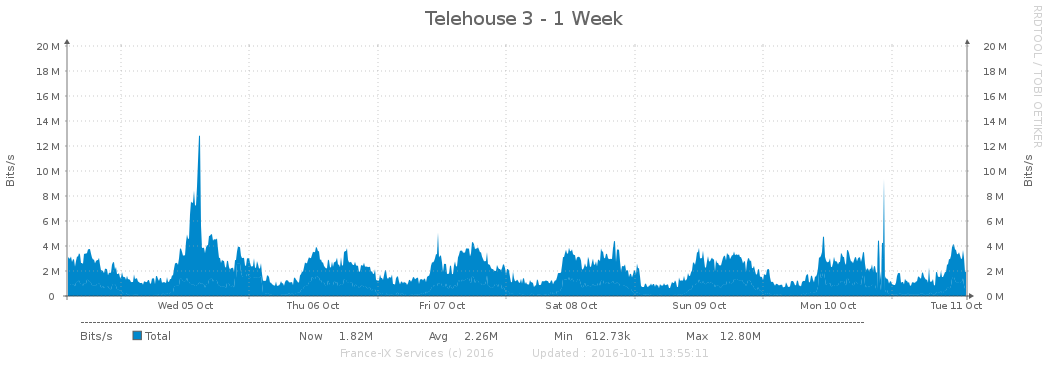 Telehouse 3 - 1 Week
RRDTOOL / TOBI OETIKER
Bits/s
20 M
18 M
16 M
14 M
12 M
10 M
8 M
6 M
4 M
2 M
0
20 M
18 M
16 M
14 M
12 M
10 M
8 M
6 M
4 M
2 M
0 M
Bits/s
Wed 05 Oct Thu 06 Oct Fri 07 Oct Sat 08 Oct Sun 09 Oct Mon 10 Oct Tue 11 Oct
Bits/s Total Now 1.82M Avg 2.26M Min 612.73k Max 12.80M
France-IX Services (c) 2016 Updated : 2016-10-11 13:55:11